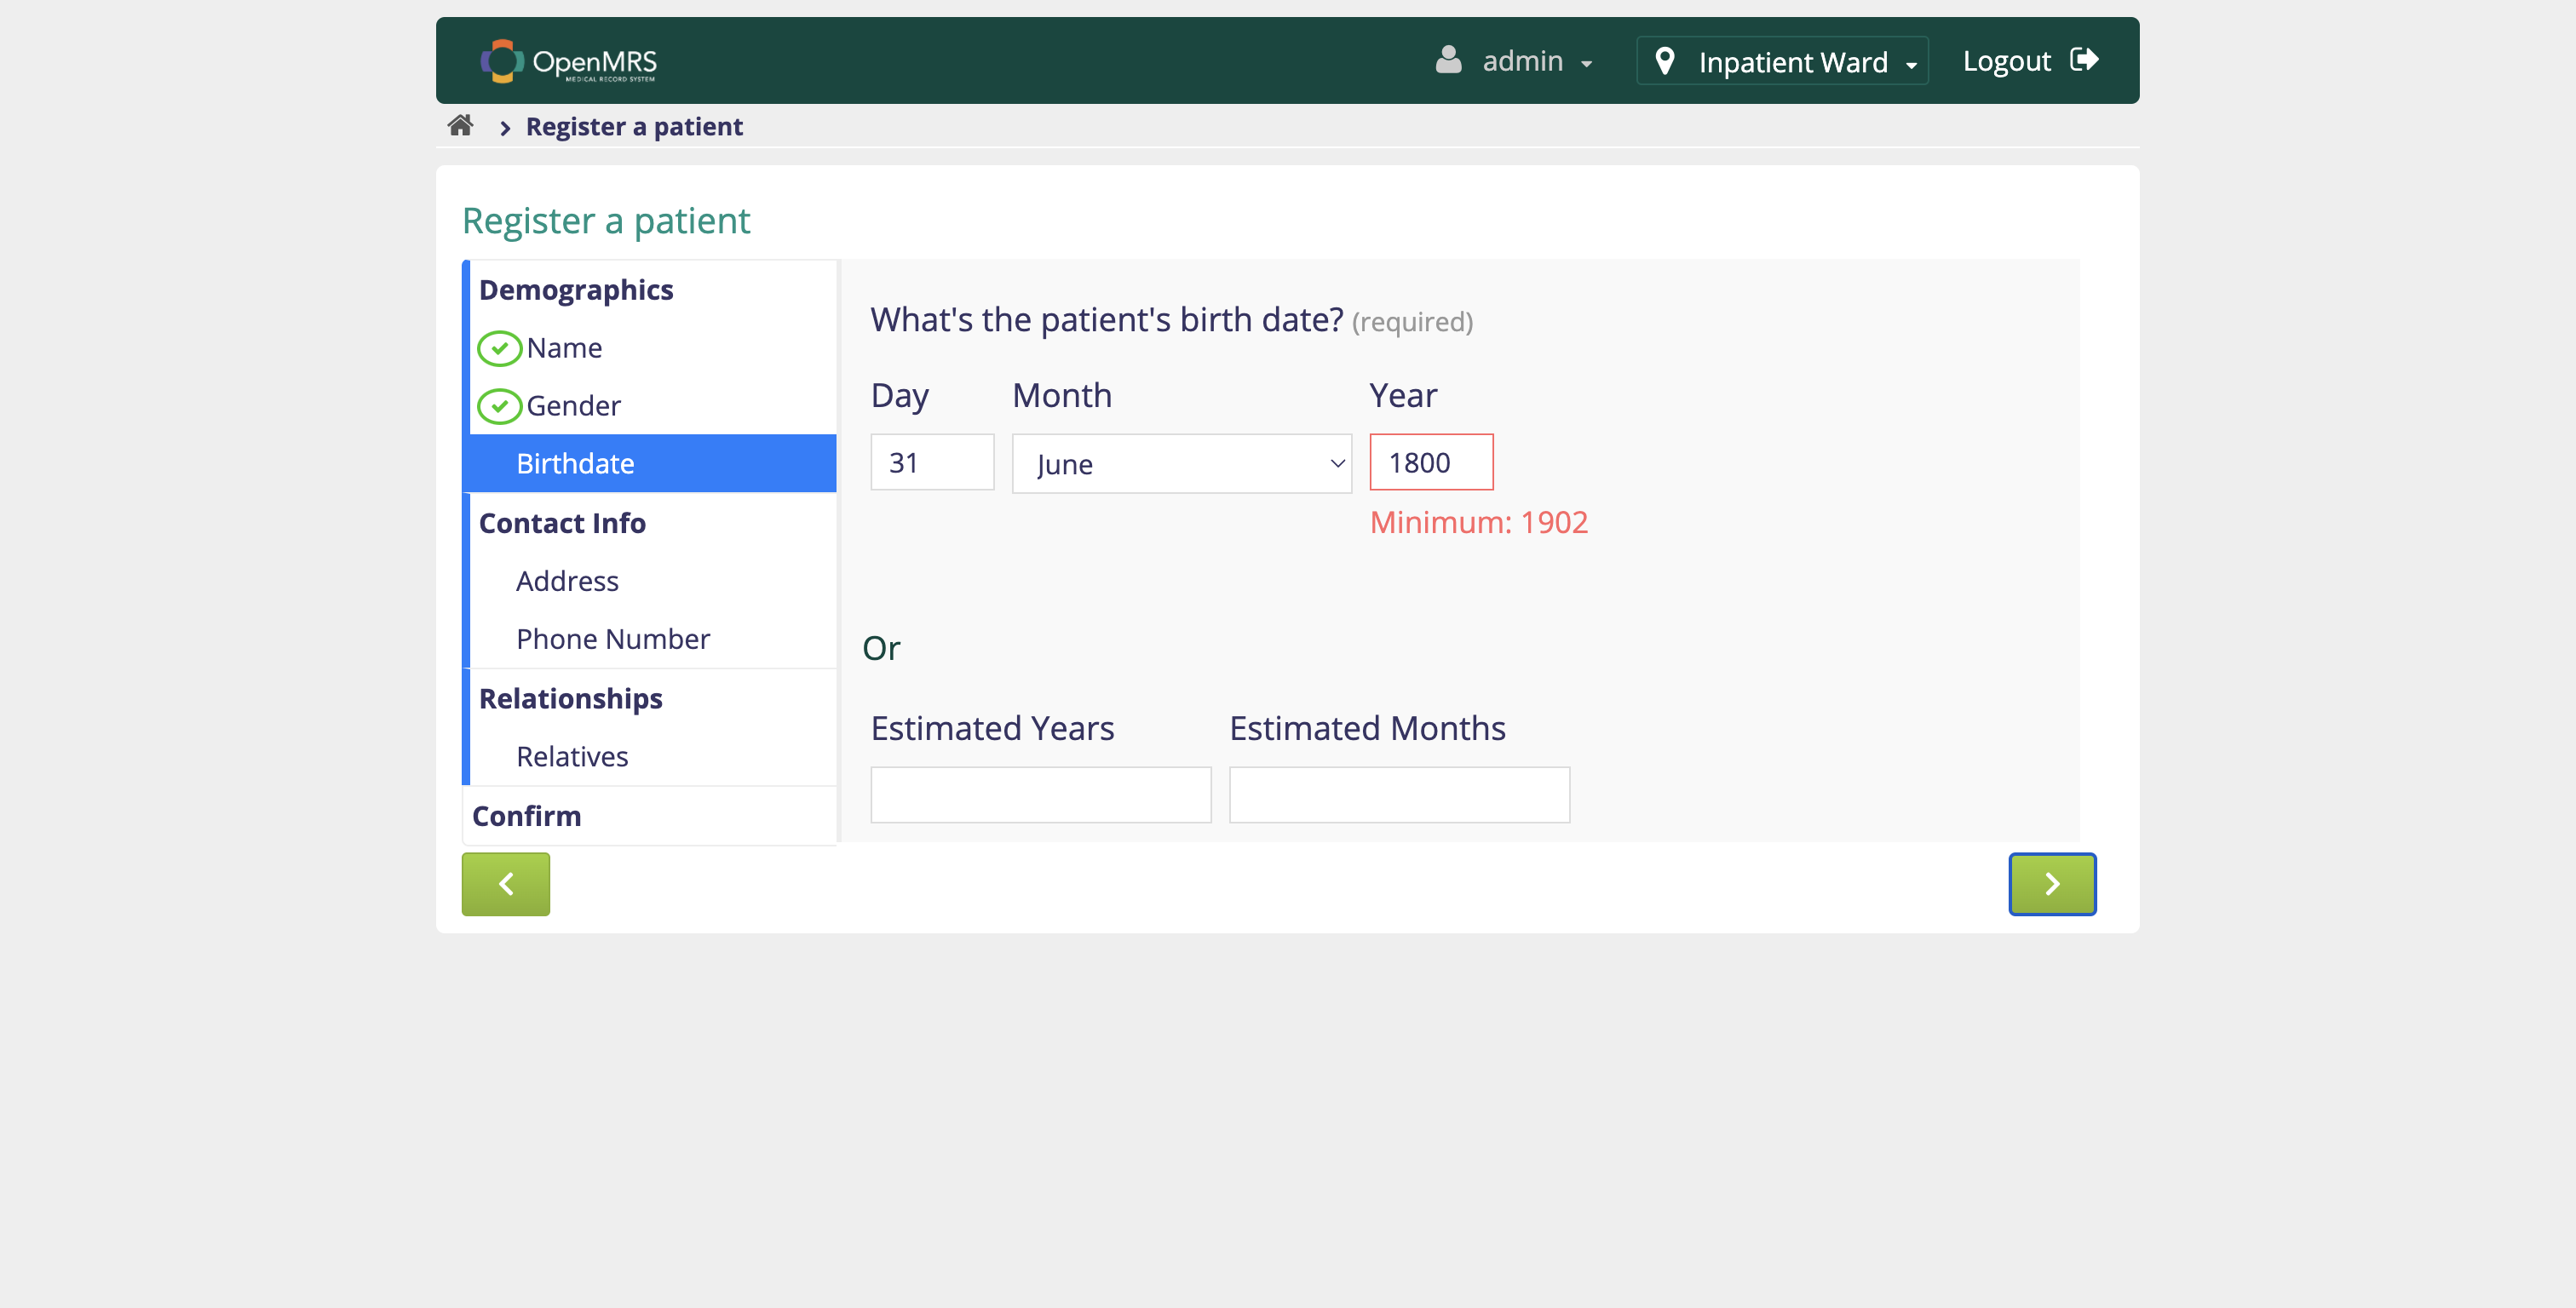 OpenMRS
MEDICAL RECORD SYSTEM
admin
Inpatient Ward
Logout
Register a patient
Register a patient
Demographics
Name
Gender
Birthdate
Contact Info
Address
Phone Number
Relationships
Relatives
Confirm
What's the patient's birth date? (required)
Day Month Year
31 June 1800
Minimum: 1902
Or
Estimated Years Estimated Months